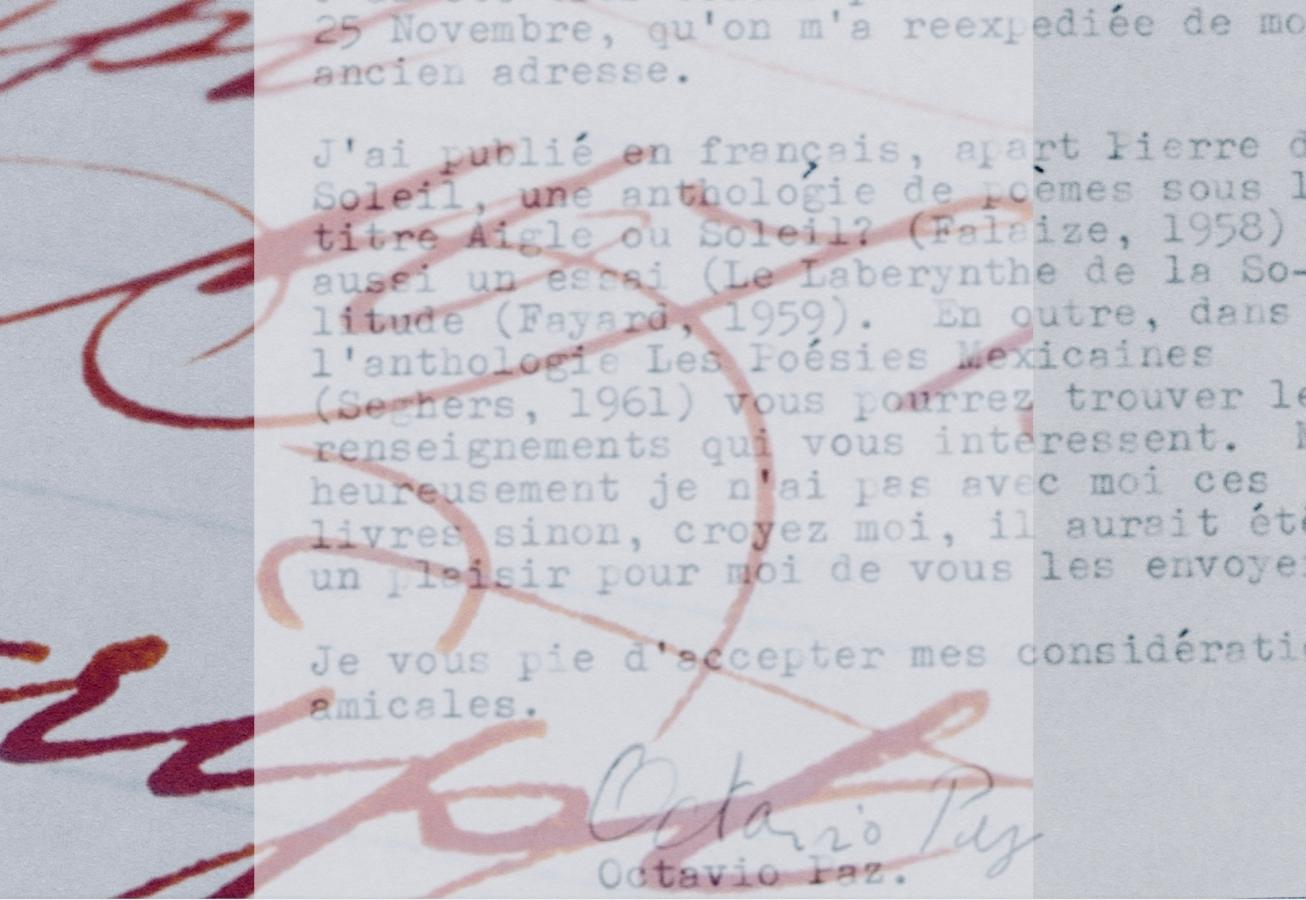 25 Novembre, qu'on m'a reexpediée de mo
ancien adresse.
J'ai publié en français, apart Pierre d
Soleil, une anthologie de poèmes sous l
titre Aigle ou Soleil? (Falaize, 1958)
aussi un essai (Le Laberynthe de la So-
litude (Fayard, 1959). En outre, dans
l'anthologie Les Poésies Mexicaines
(Seghers, 1961) vous pourrez trouver le
renseignements qui vous intéressent.
heureusement je n'ai pas avec moi ces
livres sinon, croyez moi, il aurait été
un plaisir pour moi de vous les envoye
Je vous pie d'accepter mes considérati
amicales.
Octavio Paz
Octavio Paz.